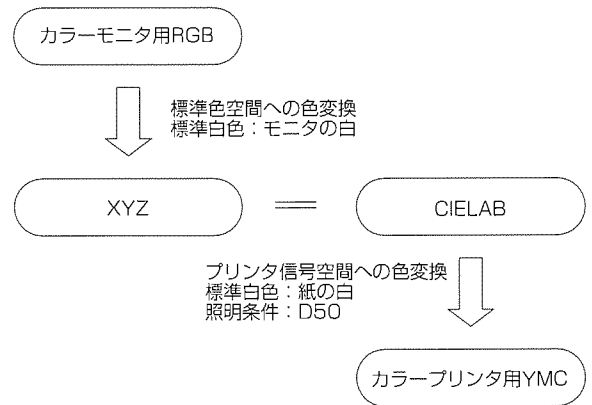 カラーモニタ用RGB
標準色空間への色変換
標準白色：モニタの白
XYZ
CIELAB
プリンタ信号空間への色変換
標準白色：紙の白
照明条件：D50
カラープリンタ用YMC